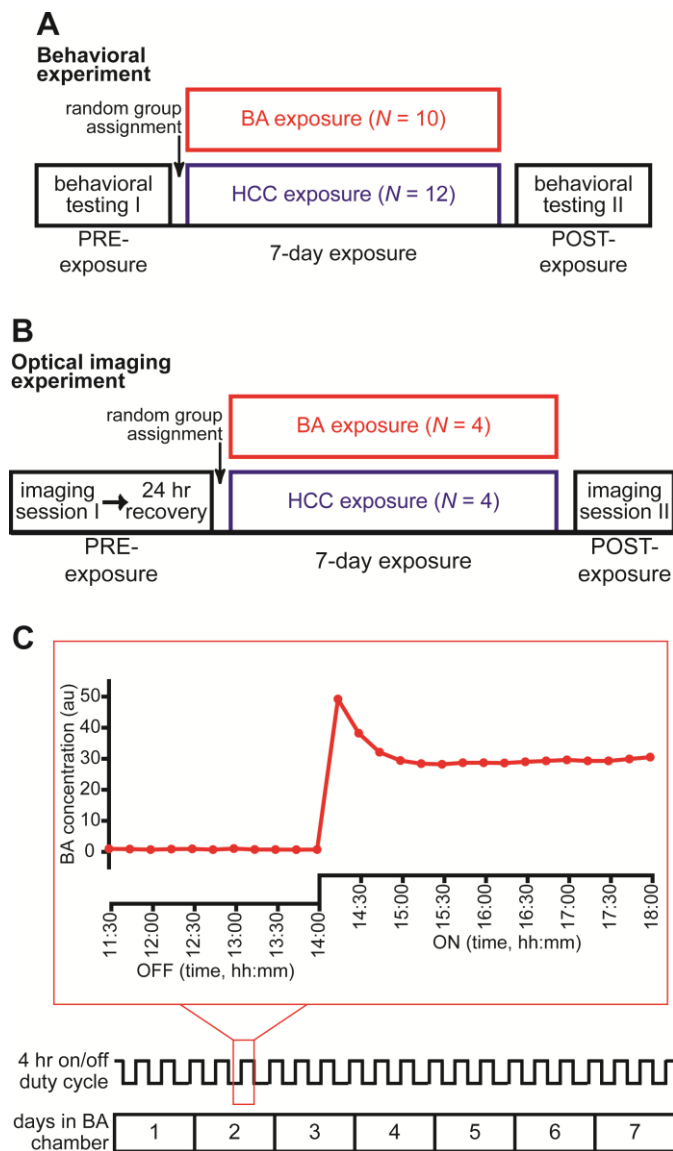 A
Behavioral
experiment
random group
assignment
BA exposure (N = 10)
behavioral
testing I
HCC exposure (N = 12)
behavioral
testing II
PRE-
exposure
7-day exposure
POST-
exposure
B
Optical imaging
experiment
random group
assignment
BA exposure (N = 4)
imaging
session I
24 hr
recovery
HCC exposure (N = 4)
imaging
session II
PRE-
exposure
7-day exposure
POST-
exposure
C
BA concentration (au)
50
40
30
20
10
0
11:30
12:00
12:30
13:00
13:30
14:00
14:30
15:00
15:30
16:00
16:30
17:00
17:30
18:00
OFF (time, hh:mm)
ON (time, hh:mm)
4 hr on/off
duty cycle
days in BA
chamber
1
2
3
4
5
6
7